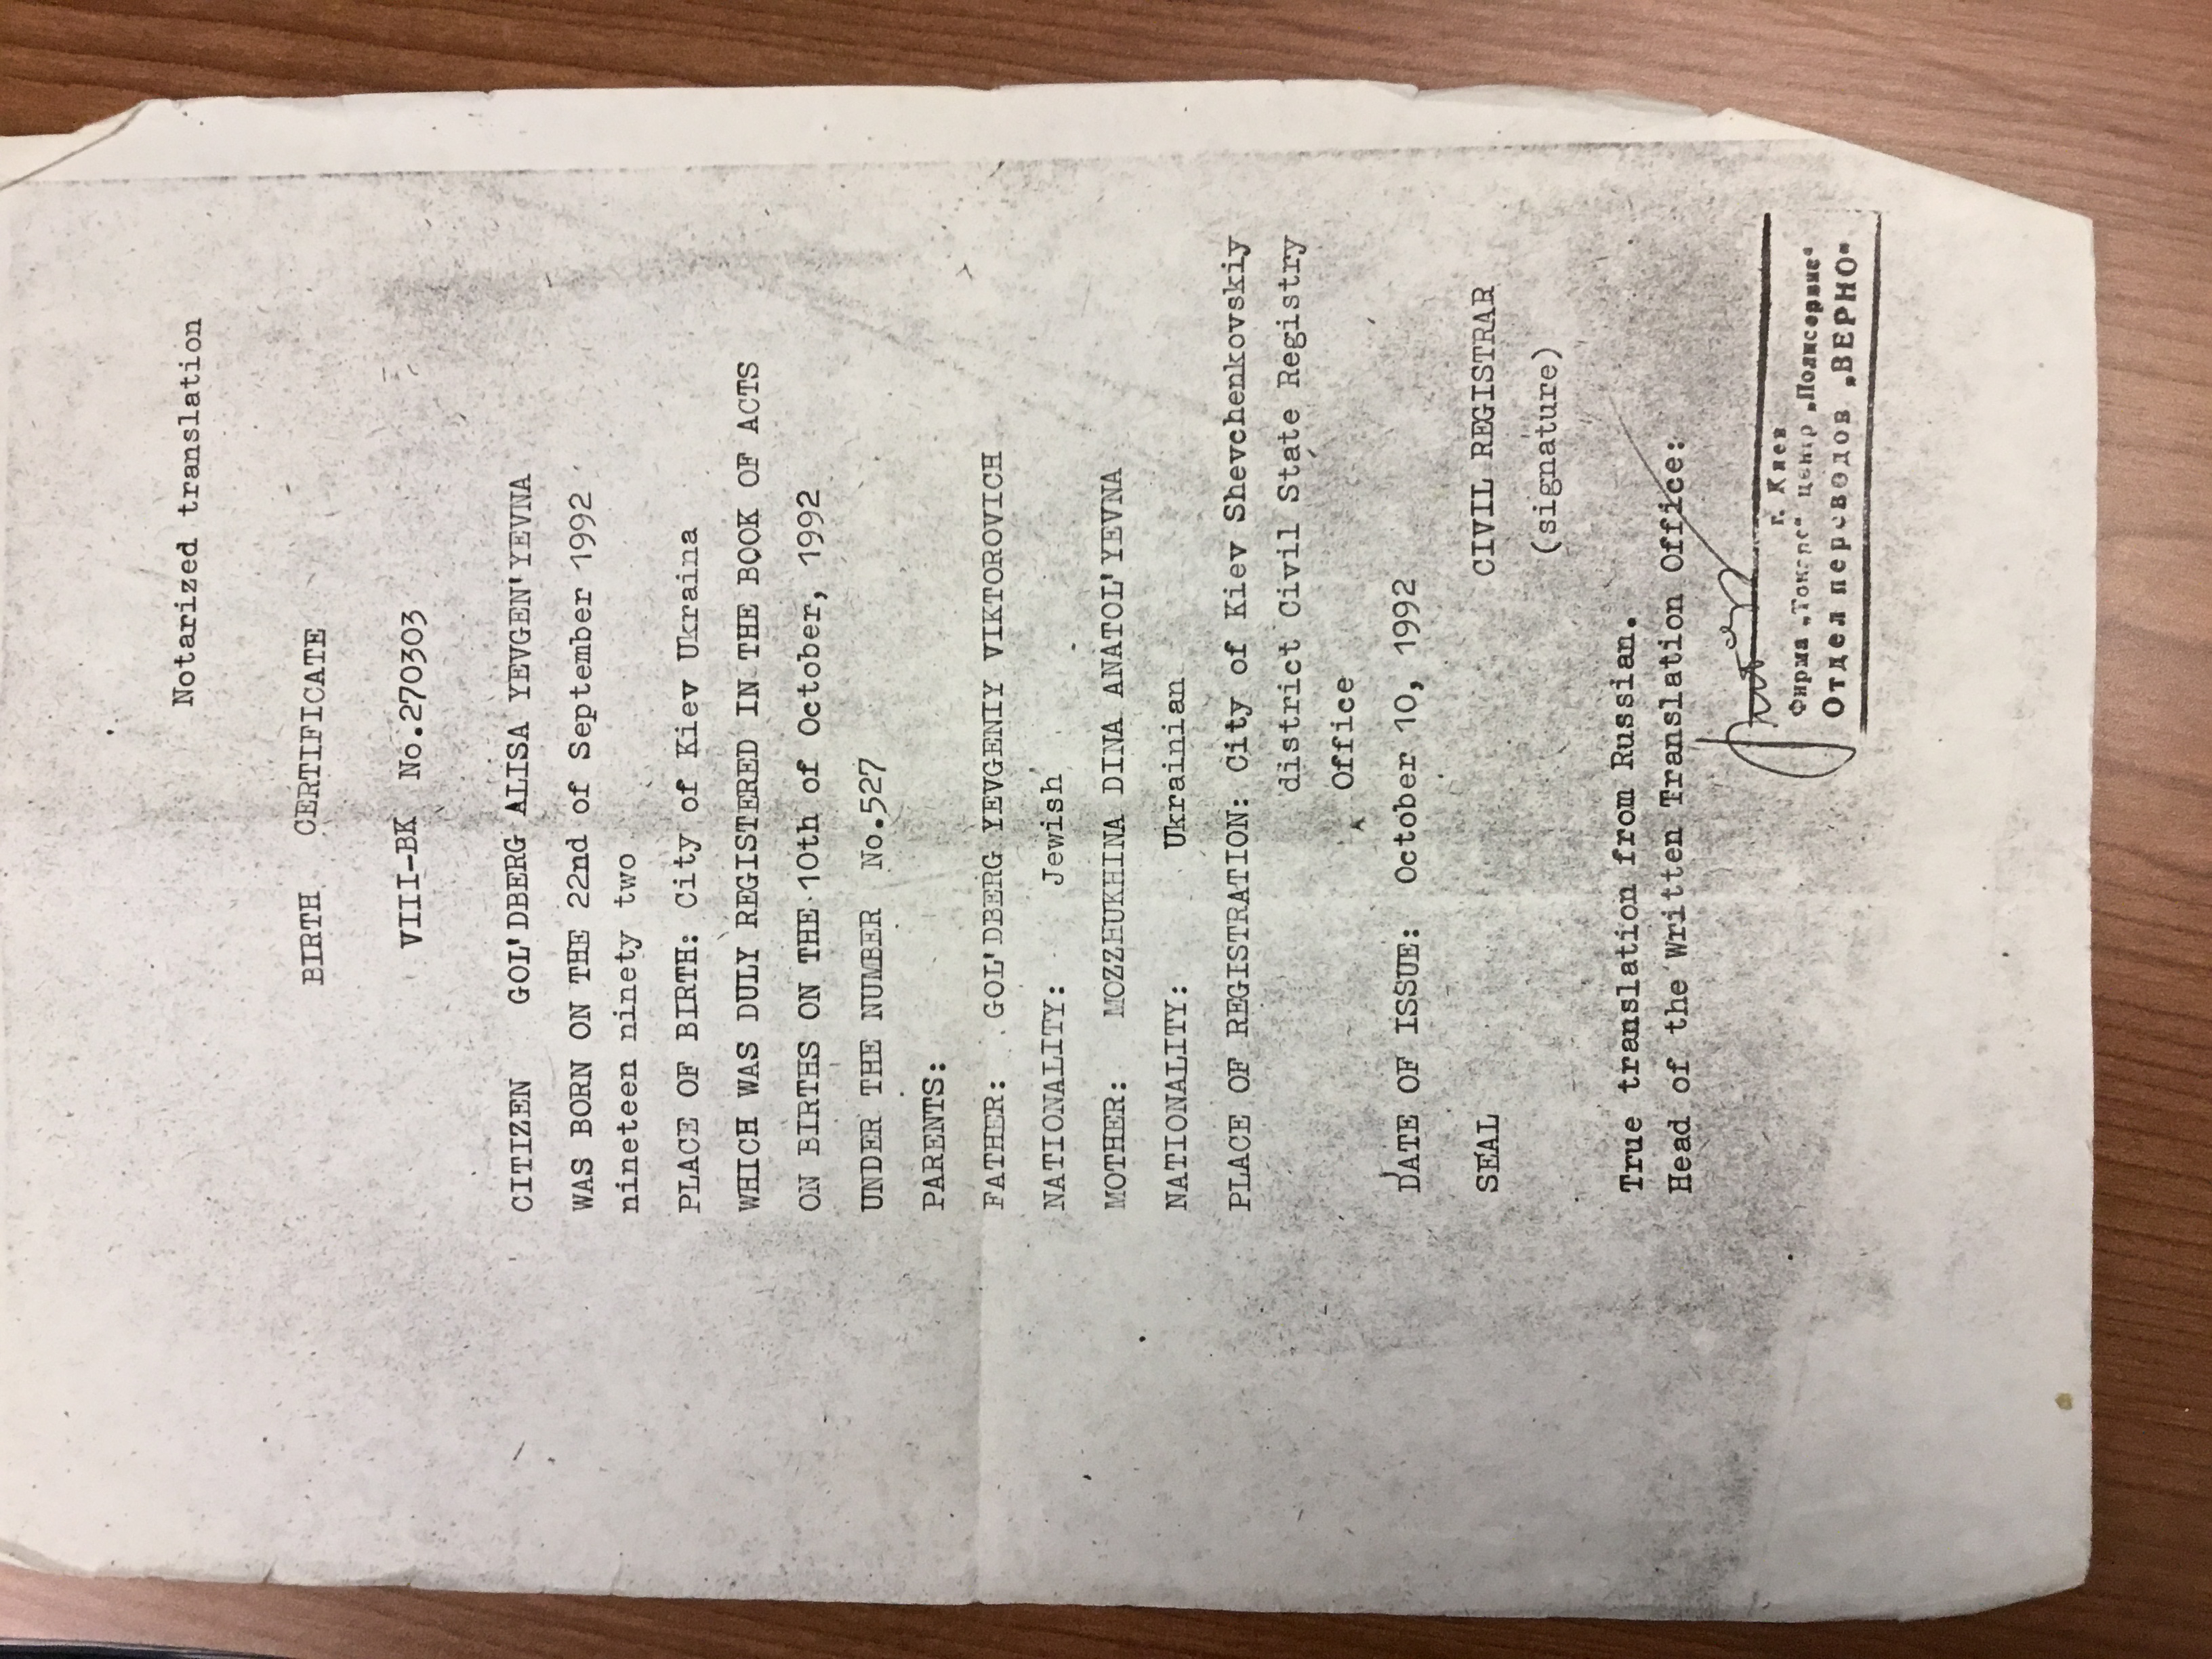 Notarized translation
BIRTH CERTIFICATE
VIII-BK No.270303
CITIZEN GOL'DBERG ALISA YEVGEN'YEVNA
WAS BORN ON THE 22nd of September 1992
nineteen ninety two
PLACE OF BIRTH: City of Kiev Ukraina
WHICH WAS DULY REGISTERED IN THE BOOK OF ACTS
ON BIRTHS ON THE 10th of October, 1992
UNDER THE NUMBER No.527
PARENTS:
FATHER: GOL'DBERG YEVGENIY VIKTOROVICH
NATIONALITY: Jewish
MOTHER: MOZZHUKHINA DINA ANATOL'YEVNA
NATIONALITY: Ukrainian
PLACE OF REGISTRATION: City of Kiev Shevchenkovskiy
district Civil State Registry
Office
DATE OF ISSUE: October 10, 1992
SEAL CIVIL REGISTRAR
(signature)
True translation from Russian.
Head of the Written Translation Office:
г. Киев
Фирма центр „Полисервис"
Отдел переводов „ВЕРНО"